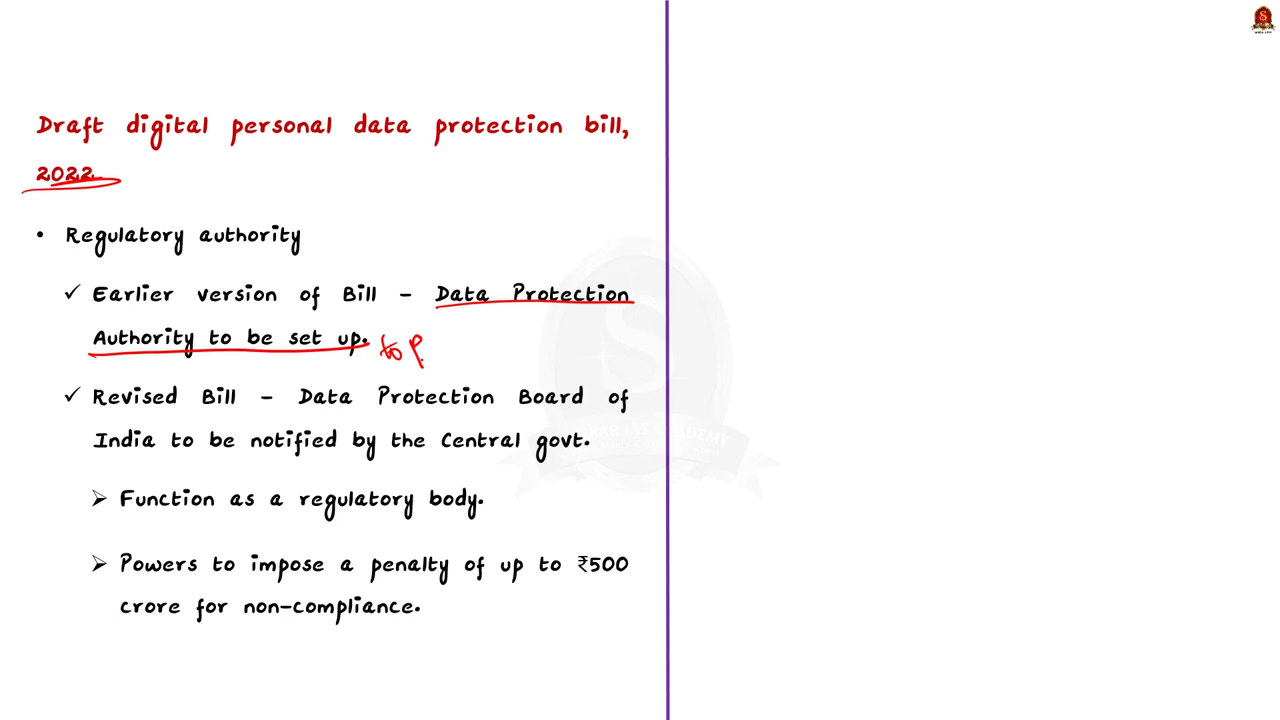 Draft digital personal data protection bill,
2022
• Regulatory authority
✓ Earlier version of Bill – Data Protection
Authority to be set up.
to P
✓ Revised Bill – Data Protection Board of
India to be notified by the Central govt.
➢ Function as a regulatory body.
➢ Powers to impose a penalty of up to ₹500
crore for non-compliance.